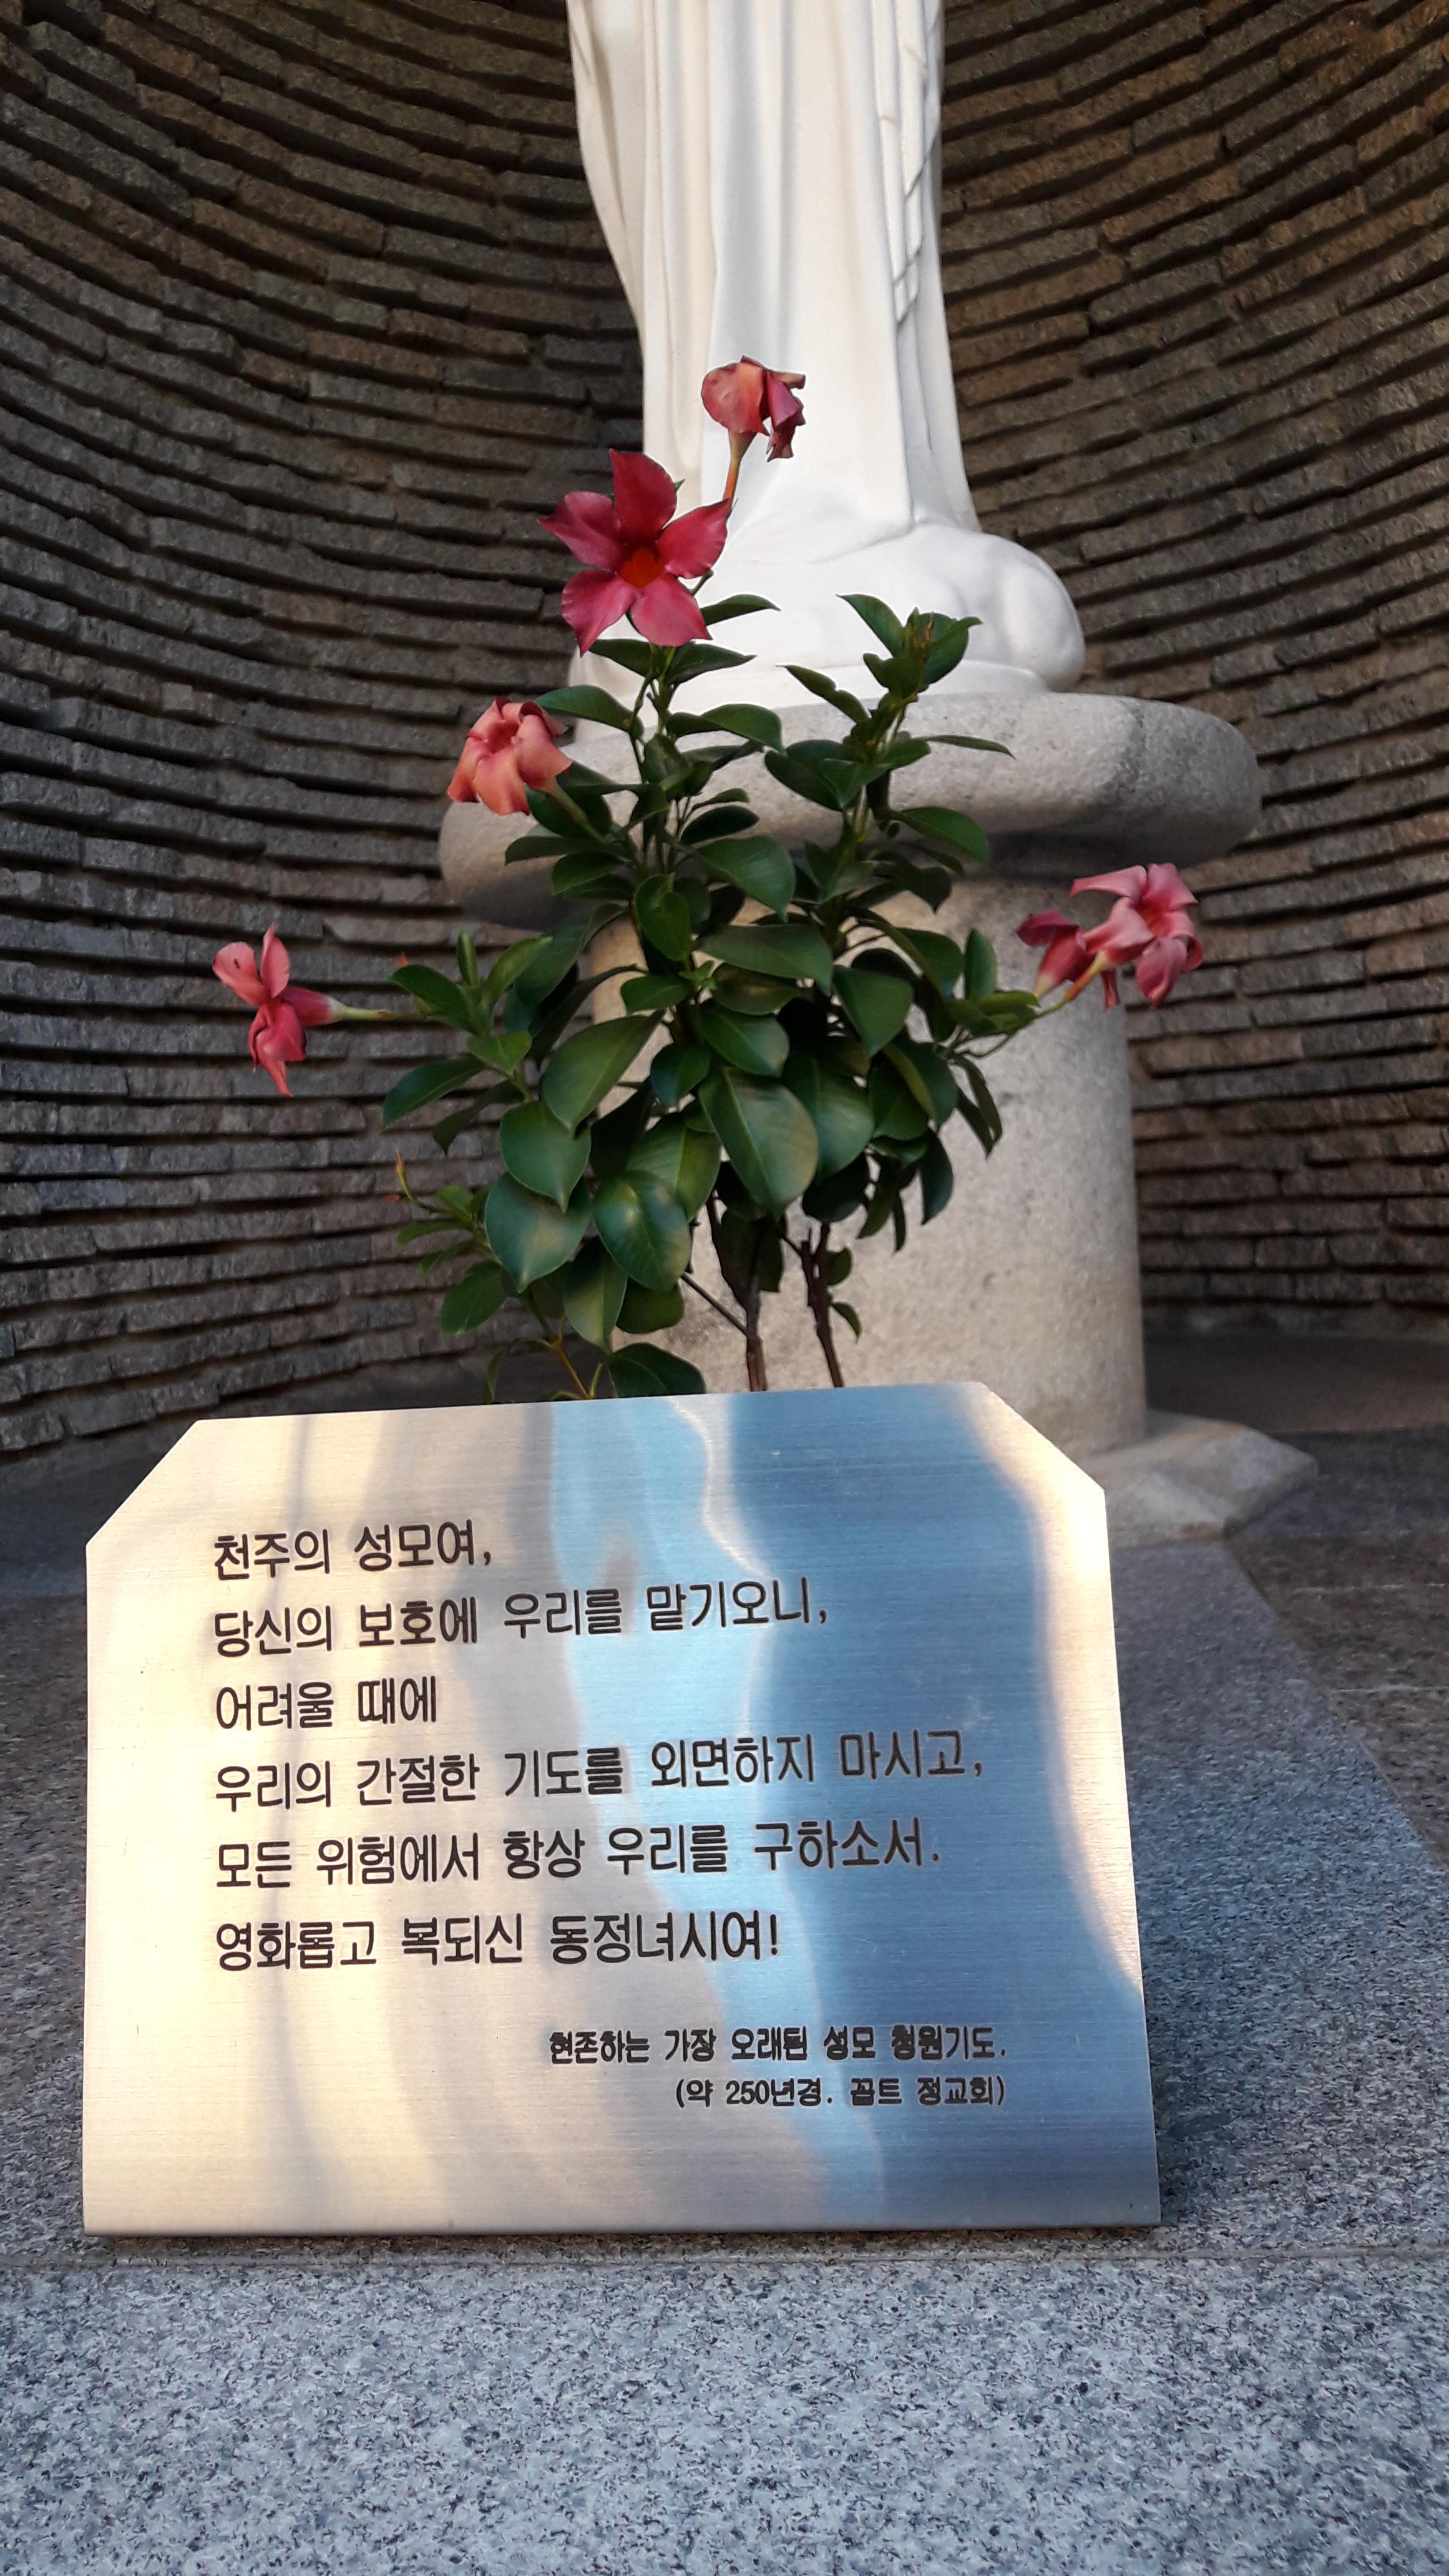 천주의 성모여,
당신의 보호에 우리를 맡기오니,
어려울 때에
우리의 간절한 기도를 외면하지 마시고,
모든 위험에서 항상 우리를 구하소서.
영화롭고 복되신 동정녀시여!
현존하는 가장 오래된 성모 청원기도.
(약 250년경. 꼽트 정교회)